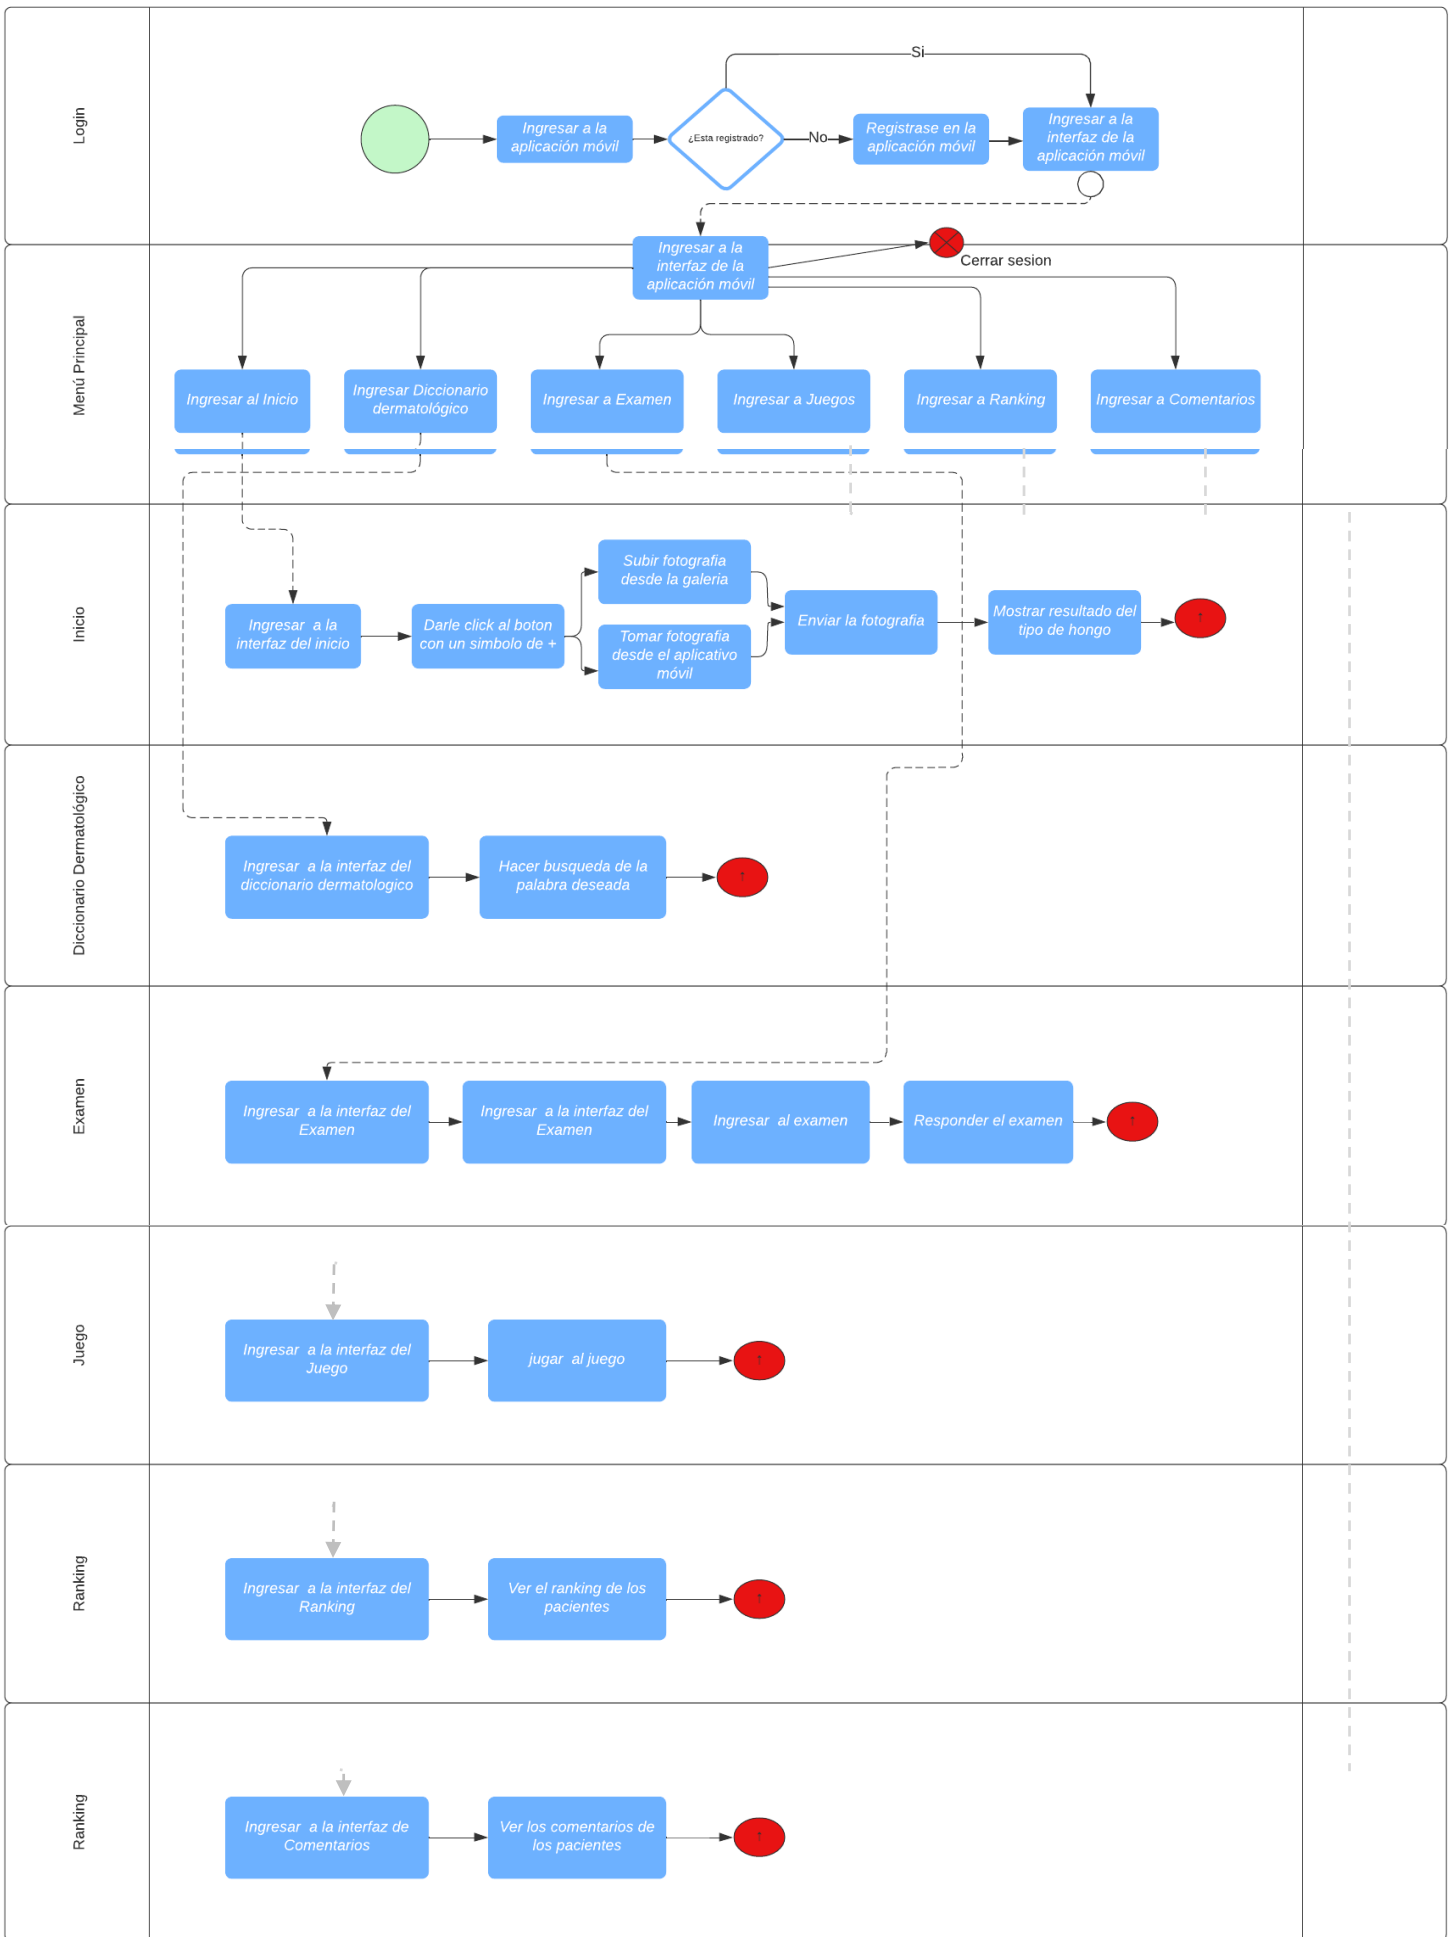 Login
Si
Ingresar a la
aplicación móvil
¿Esta registrado?
No
Registrase en la
aplicación móvil
Ingresar a la
interfaz de la
aplicación móvil
Menú Principal
Ingresar a la
interfaz de la
aplicación móvil
Cerrar sesion
Ingresar al Inicio
Ingresar Diccionario
dermatológico
Ingresar a Examen
Ingresar a Juegos
Ingresar a Ranking
Ingresar a Comentarios
Inicio
Ingresar a la
interfaz del inicio
Darle click al boton
con un simbolo de +
Subir fotografia
desde la galeria
Tomar fotografia
desde el aplicativo
móvil
Enviar la fotografia
Mostrar resultado del
tipo de hongo
↑
Diccionario Dermatológico
Ingresar a la interfaz del
diccionario dermatologico
Hacer busqueda de la
palabra deseada
↑
Examen
Ingresar a la interfaz del
Examen
Ingresar a la interfaz del
Examen
Ingresar al examen
Responder el examen
↑
Juego
Ingresar a la interfaz del
Juego
jugar al juego
↑
Ranking
Ingresar a la interfaz del
Ranking
Ver el ranking de los
pacientes
↑
Ranking
Ingresar a la interfaz de
Comentarios
Ver los comentarios de
los pacientes
↑